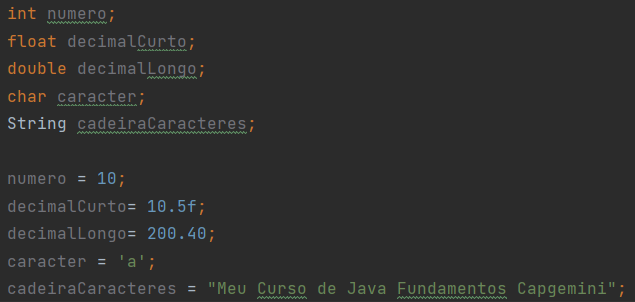 int numero;
float decimalCurto;
double decimalLongo;
char caracter;
String cadeiraCaracteres;
numero = 10;
decimalCurto= 10.5f;
decimalLongo= 200.40;
caracter = 'a';
cadeiraCaracteres = "Meu Curso de Java Fundamentos Capgemini";